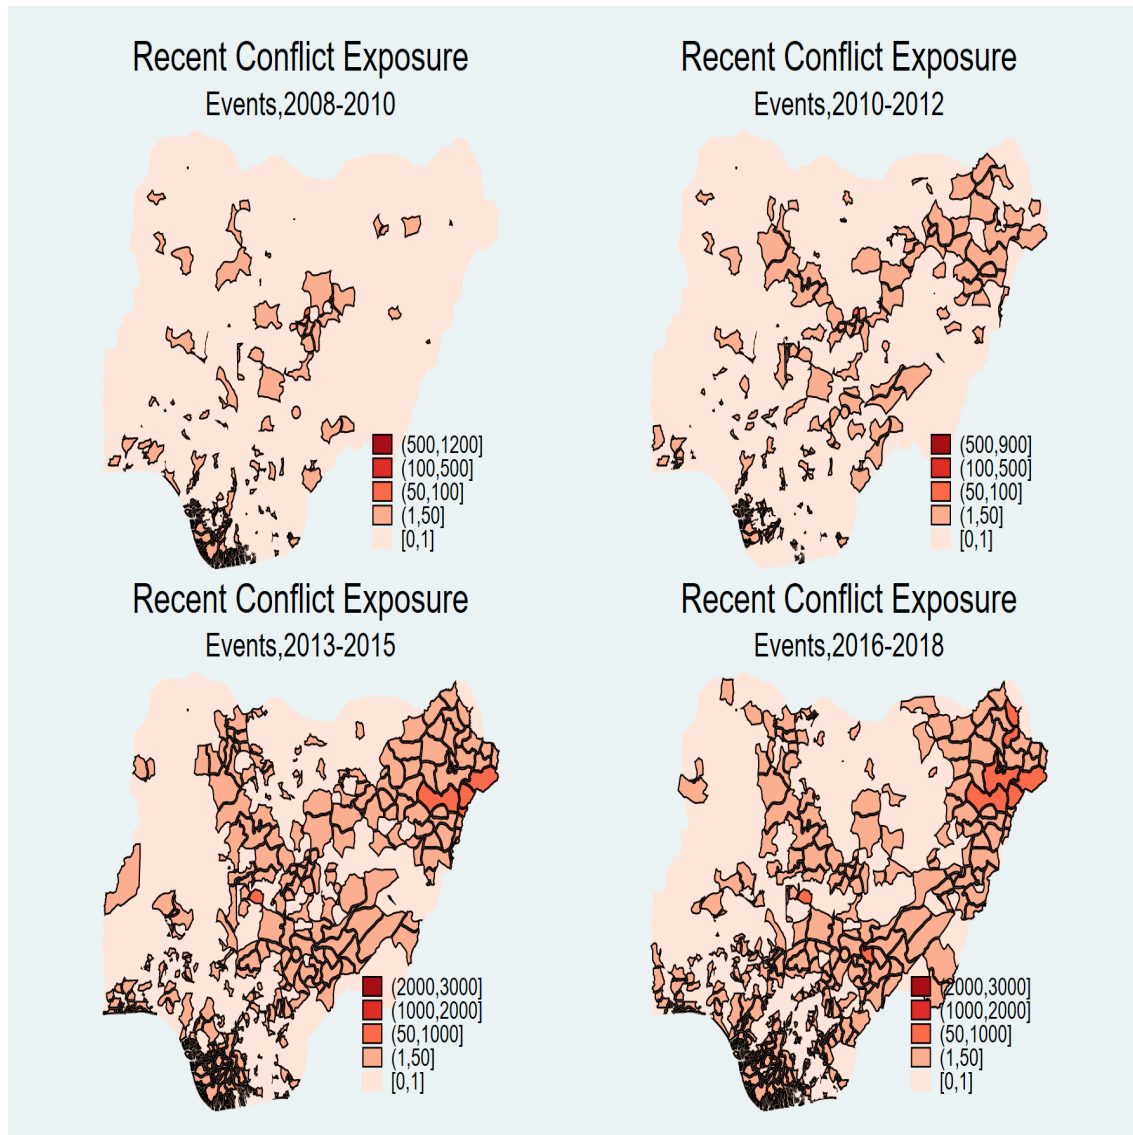 Recent Conflict Exposure
Events,2008-2010
(500,1200]
(100,500]
(50,100]
(1,50]
[0,1]
Recent Conflict Exposure
Events,2010-2012
(500,900]
(100,500]
(50,100]
(1,50]
[0,1]
Recent Conflict Exposure
Events,2013-2015
(2000,3000]
(1000,2000]
(50,1000]
(1,50]
[0,1]
Recent Conflict Exposure
Events,2016-2018
(2000,3000]
(1000,2000]
(50,1000]
(1,50]
[0,1]